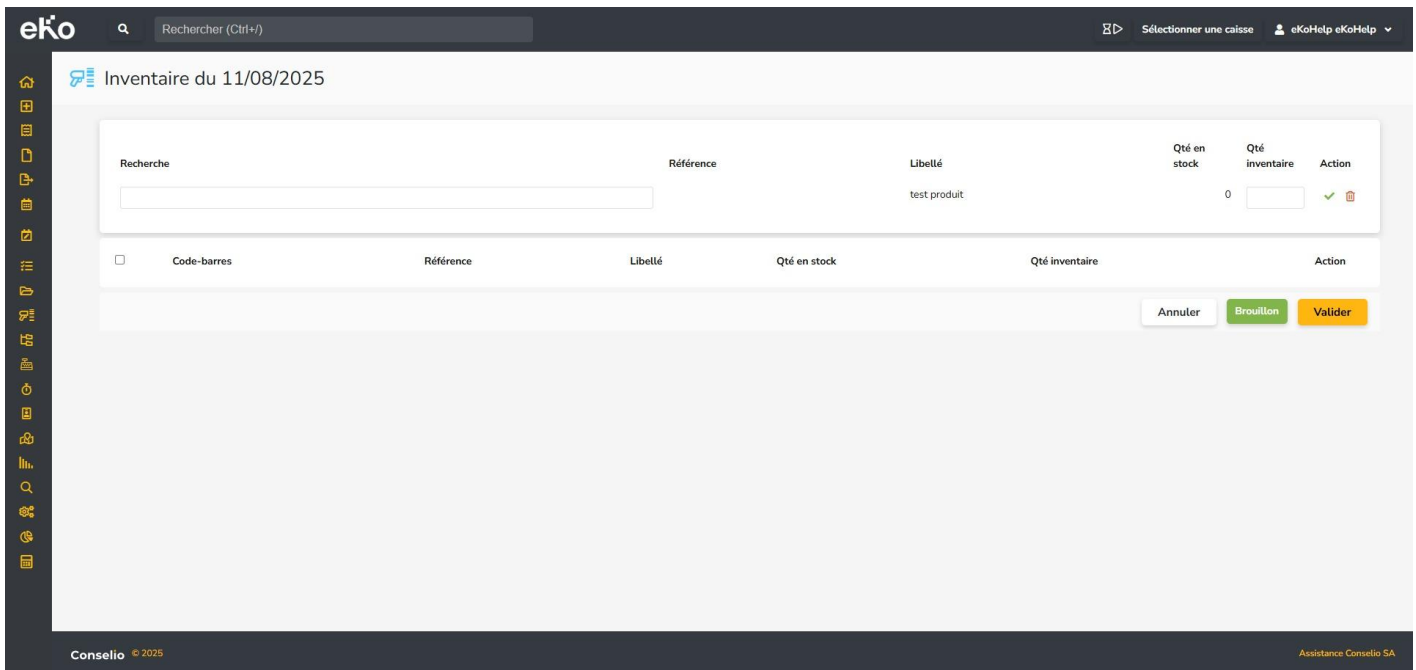 eko
Rechercher (Ctrl+/)
Sélectionner une caisse
eKoHelp eKoHelp
Inventaire du 11/08/2025
Recherche Référence Libellé Qté en stock Qté inventaire Action
test produit 0
Code-barres Référence Libellé Qté en stock Qté inventaire Action
Annuler Brouillon Valider
Conselio © 2025 Assistance Conselio SA